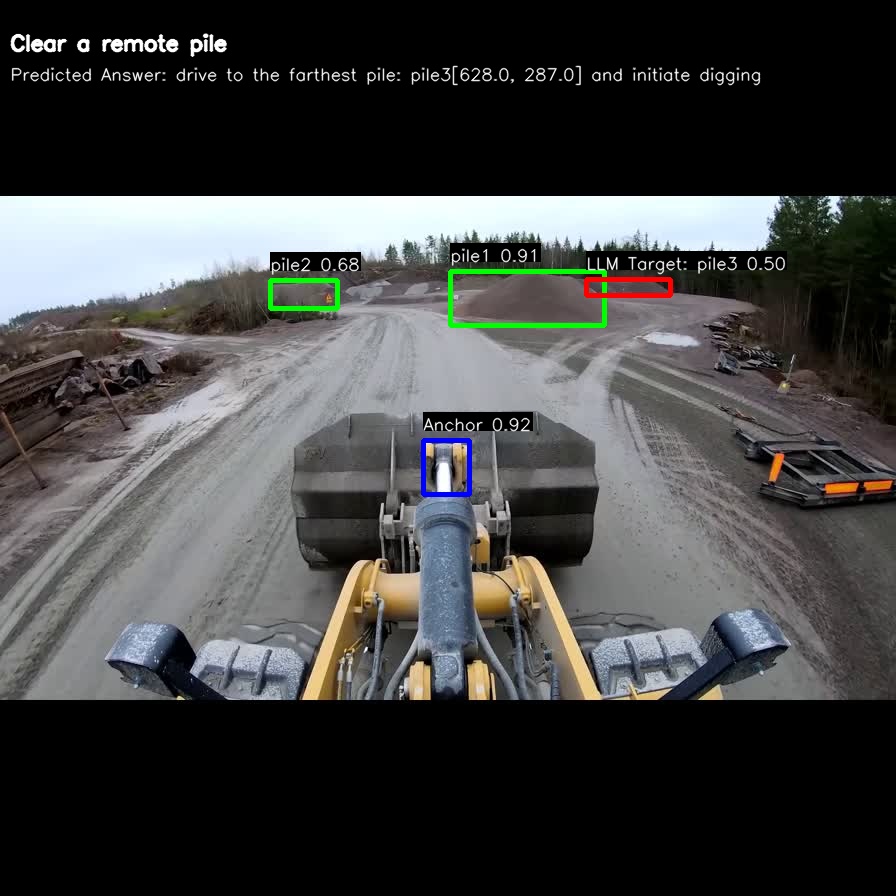 Clear a remote pile
Predicted Answer: drive to the farthest pile: pile3[628.0, 287.0] and initiate digging
pile2 0.68
pile1 0.91
LLM Target: pile3 0.50
Anchor 0.92